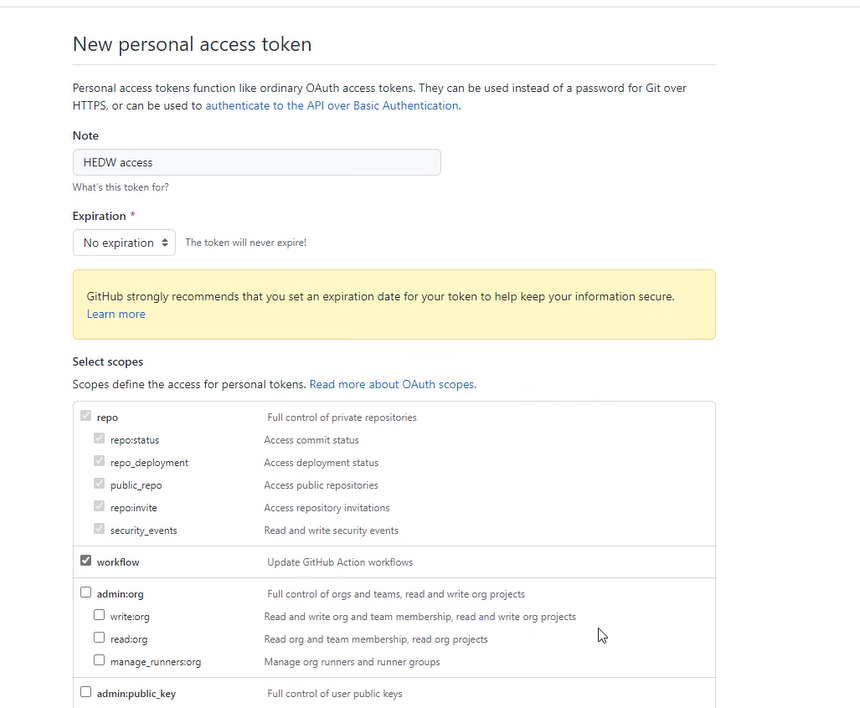 New personal access token
Personal access tokens function like ordinary OAuth access tokens. They can be used instead of a password for Git over
HTTPS, or can be used to authenticate to the API over Basic Authentication.
Note
HEDW access
What's this token for?
Expiration *
No expiration The token will never expire!
GitHub strongly recommends that you set an expiration date for your token to help keep your information secure.
Learn more
Select scopes
Scopes define the access for personal tokens. Read more about OAuth scopes.
repo Full control of private repositories
repo:status Access commit status
repo_deployment Access deployment status
public_repo Access public repositories
repo:invite Access repository invitations
security_events Read and write security events
workflow Update GitHub Action workflows
admin:org Full control of orgs and teams, read and write org projects
write:org Read and write org and team membership, read and write org projects
read:org Read org and team membership, read org projects
manage_runners:org Manage org runners and runner groups
admin:public_key Full control of user public keys